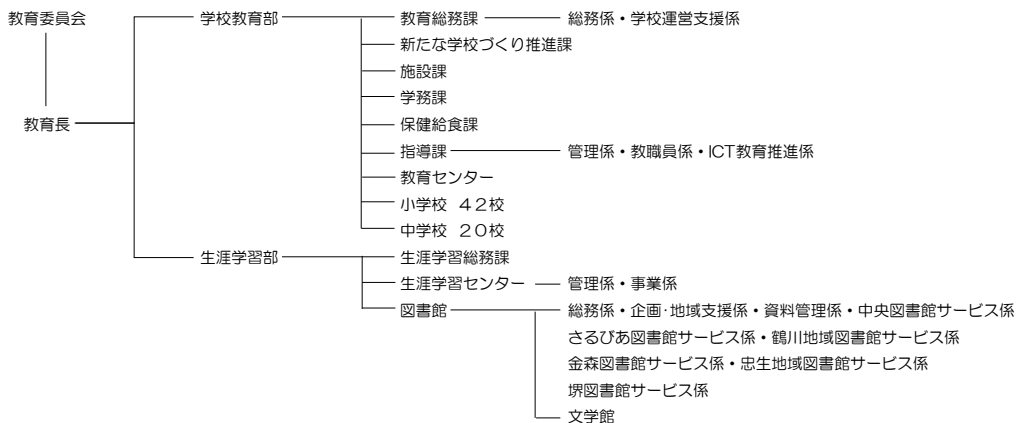 教育委員会 学校教育部 教育総務課 総務係・学校運営支援係
新たな学校づくり推進課
施設課
学務課
教育長 保健給食課
指導課 管理係・教職員係・ICT教育推進係
教育センター
小学校 42校
中学校 20校
生涯学習部 生涯学習総務課
生涯学習センター 管理係・事業係
図書館 総務係・企画・地域支援係・資料管理係・中央図書館サービス係
さるびあ図書館サービス係・鶴川地域図書館サービス係
金森図書館サービス係・忠生地域図書館サービス係
堺図書館サービス係
文学館